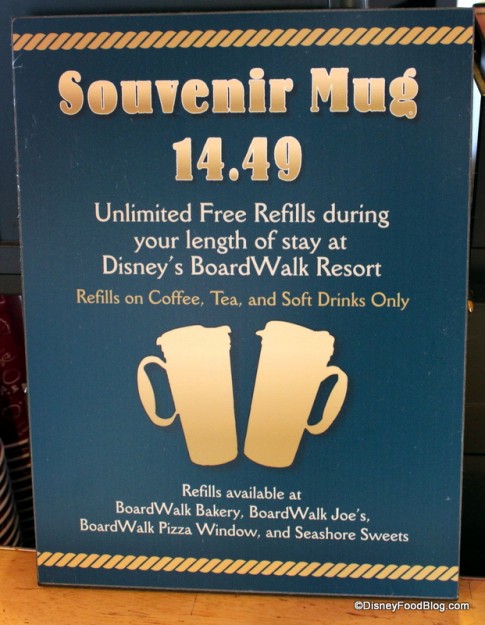 Souvenir Mug
14.49
Unlimited Free Refills during
your length of stay at
Disney's BoardWalk Resort
Refills on Coffee, Tea, and Soft Drinks Only
Refills available at
BoardWalk Bakery, BoardWalk Joe's,
BoardWalk Pizza Window, and Seashore Sweets
©DisneyFoodBlog.com